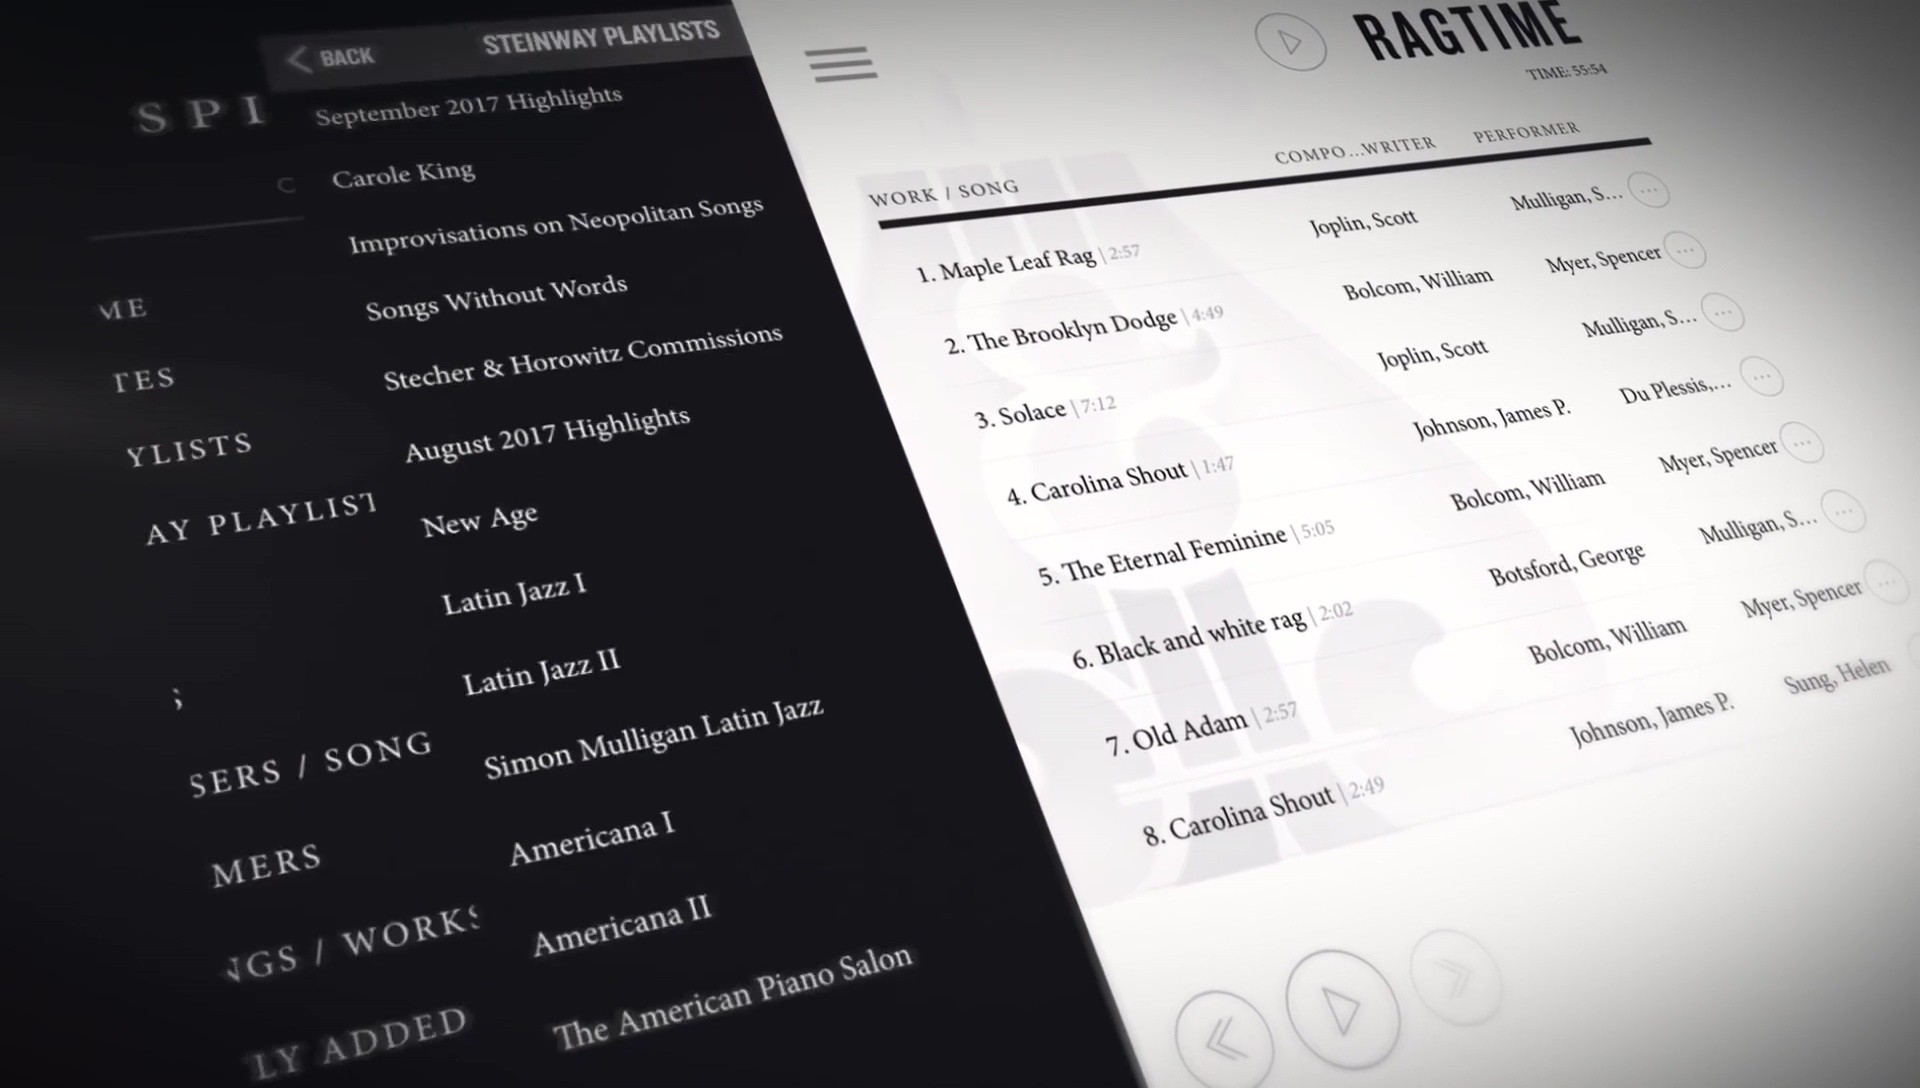 BACK
STEINWAY PLAYLISTS
SPI
C
ME
TES
YLISTS
AY PLAYLIST
;
SERS / SONG
MERS
NGS / WORKS
LY ADDED
September 2017 Highlights
Carole King
Improvisations on Neopolitan Songs
Songs Without Words
Stecher & Horowitz Commissions
August 2017 Highlights
New Age
Latin Jazz I
Latin Jazz II
Simon Mulligan Latin Jazz
Americana I
Americana II
The American Piano Salon
RAGTIME
TIME: 55:54
WORK / SONG COMPO...WRITER PERFORMER
1. Maple Leaf Rag | 2:57 Joplin, Scott Mulligan, S...
2. The Brooklyn Dodge | 4:49 Bolcom, William Myer, Spencer
3. Solace | 7:12 Joplin, Scott Mulligan, S...
4. Carolina Shout | 1:47 Johnson, James P. Du Plessis,...
5. The Eternal Feminine | 5:05 Bolcom, William Myer, Spencer
6. Black and white rag | 2:02 Botsford, George Mulligan, S...
7. Old Adam | 2:57 Bolcom, William Myer, Spencer
8. Carolina Shout | 2:49 Johnson, James P. Sung, Helen